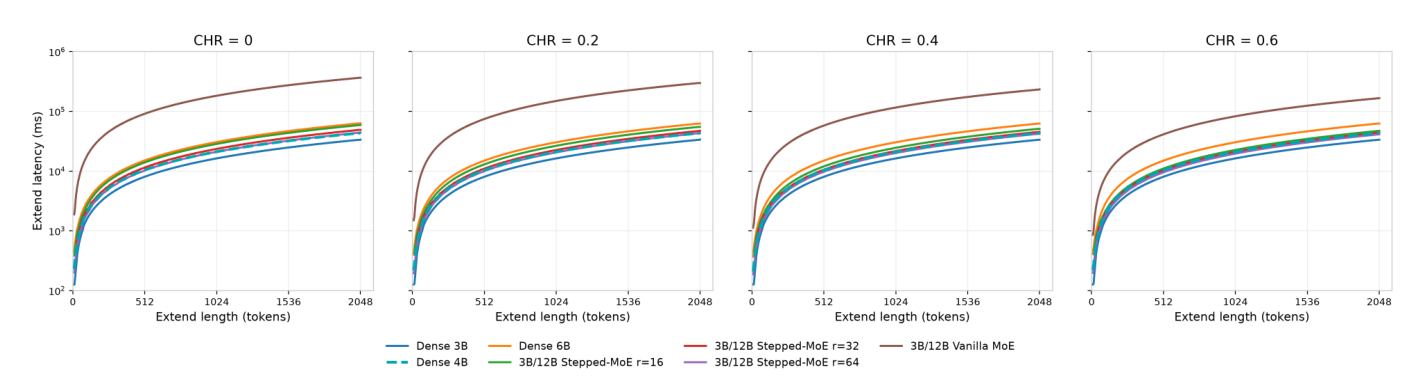 CHR = 0
CHR = 0.2
CHR = 0.4
CHR = 0.6
Extend latency (ms)
10⁶
10⁵
10⁴
10³
10²
0 512 1024 1536 2048
0 512 1024 1536 2048
0 512 1024 1536 2048
0 512 1024 1536 2048
Extend length (tokens)
Extend length (tokens)
Extend length (tokens)
Extend length (tokens)
Dense 3B
Dense 4B
Dense 6B
3B/12B Stepped-MoE r=16
3B/12B Stepped-MoE r=32
3B/12B Stepped-MoE r=64
3B/12B Vanilla MoE